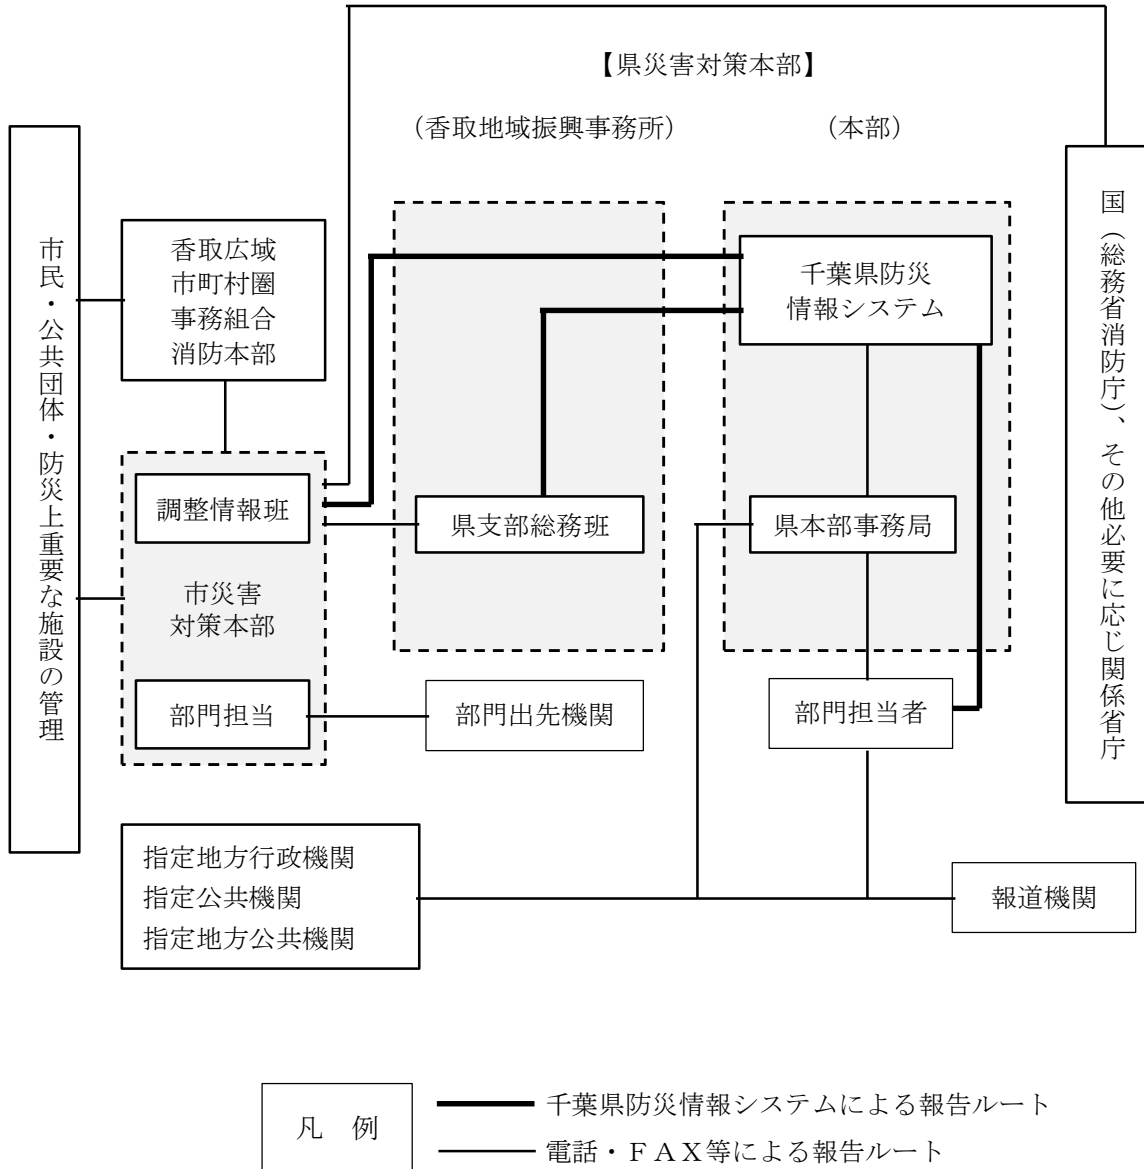 【県災害対策本部】
（香取地域振興事務所）
（本部）
市民・公共団体・防災上重要な施設の管理
香取広域
市町村圏
事務組合
消防本部
千葉県防災
情報システム
国（総務省消防庁）、その他必要に応じ関係省庁
調整情報班
県支部総務班
県本部事務局
市災害
対策本部
部門担当
部門出先機関
部門担当者
指定地方行政機関
指定公共機関
指定地方公共機関
報道機関
凡　例
千葉県防災情報システムによる報告ルート
電話・ＦＡＸ等による報告ルート